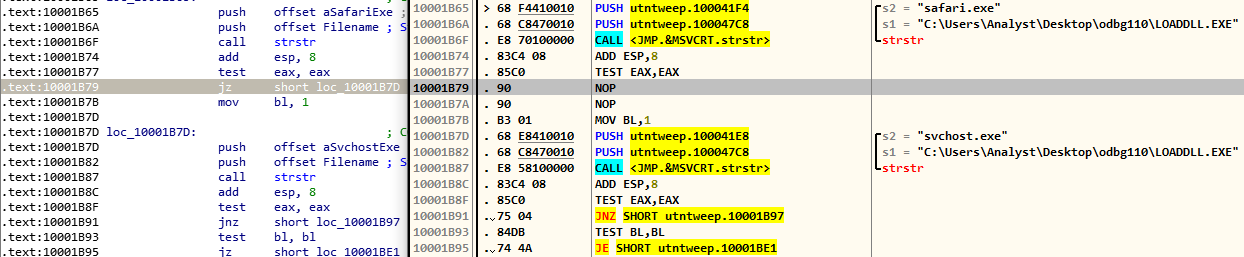 .text:10001B65 push offset aSafariExe ;
.text:10001B6A push offset Filename ; S
.text:10001B6F call strstr
.text:10001B74 add esp, 8
.text:10001B77 test eax, eax
.text:10001B79 jz short loc_10001B7D
.text:10001B7B mov bl, 1
.text:10001B7D
.text:10001B7D loc_10001B7D: ; C
.text:10001B7D push offset aSvchostExe
.text:10001B82 push offset Filename ; S
.text:10001B87 call strstr
.text:10001B8C add esp, 8
.text:10001B8F test eax, eax
.text:10001B91 jnz short loc_10001B97
.text:10001B93 test bl, bl
.text:10001B95 jz short loc_10001BE1
10001B65 > 68 F4410010 PUSH utntweep.100041F4 s2 = "safari.exe"
10001B6A . 68 C8470010 PUSH utntweep.100047C8 s1 = "C:\Users\Analyst\Desktop\odbg110\LOADDLL.EXE"
10001B6F . E8 70100000 CALL <JMP.&MSVCRT.strstr> strstr
10001B74 . 83C4 08 ADD ESP,8
10001B77 . 85C0 TEST EAX,EAX
10001B79 . 90 NOP
10001B7A . 90 NOP
10001B7B . B3 01 MOV BL,1
10001B7D . 68 E8410010 PUSH utntweep.100041E8 s2 = "svchost.exe"
10001B82 . 68 C8470010 PUSH utntweep.100047C8 s1 = "C:\Users\Analyst\Desktop\odbg110\LOADDLL.EXE"
10001B87 . E8 58100000 CALL <JMP.&MSVCRT.strstr> strstr
10001B8C . 83C4 08 ADD ESP,8
10001B8F . 85C0 TEST EAX,EAX
10001B91 . 75 04 JNZ SHORT utntweep.10001B97
10001B93 . 84DB TEST BL,BL
10001B95 . 74 4A JE SHORT utntweep.10001BE1